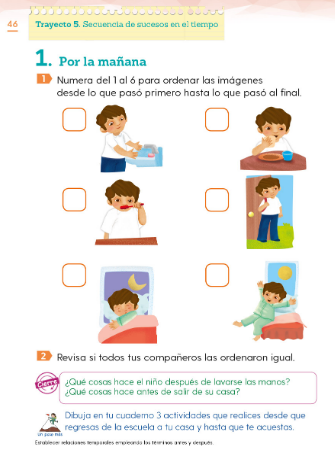 46
Trayecto 5. Secuencia de sucesos en el tiempo
1. Por la mañana
1 Numera del 1 al 6 para ordenar las imágenes
desde lo que pasó primero hasta lo que pasó al final.
2 Revisa si todos tus compañeros las ordenaron igual.
Cierre
¿Qué cosas hace el niño después de lavarse las manos?
¿Qué cosas hace antes de salir de su casa?
Un paso más
Dibuja en tu cuaderno 3 actividades que realices desde que
regresas de la escuela a tu casa y hasta que te acuestas.
Establecer relaciones temporales empleando los términos antes y después.